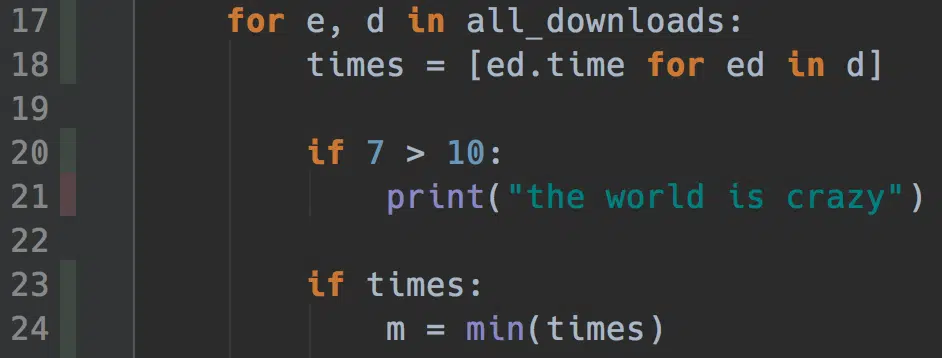 17 for e, d in all_downloads:
18 times = [ed.time for ed in d]
19
20 if 7 > 10:
21 print("the world is crazy")
22
23 if times:
24 m = min(times)